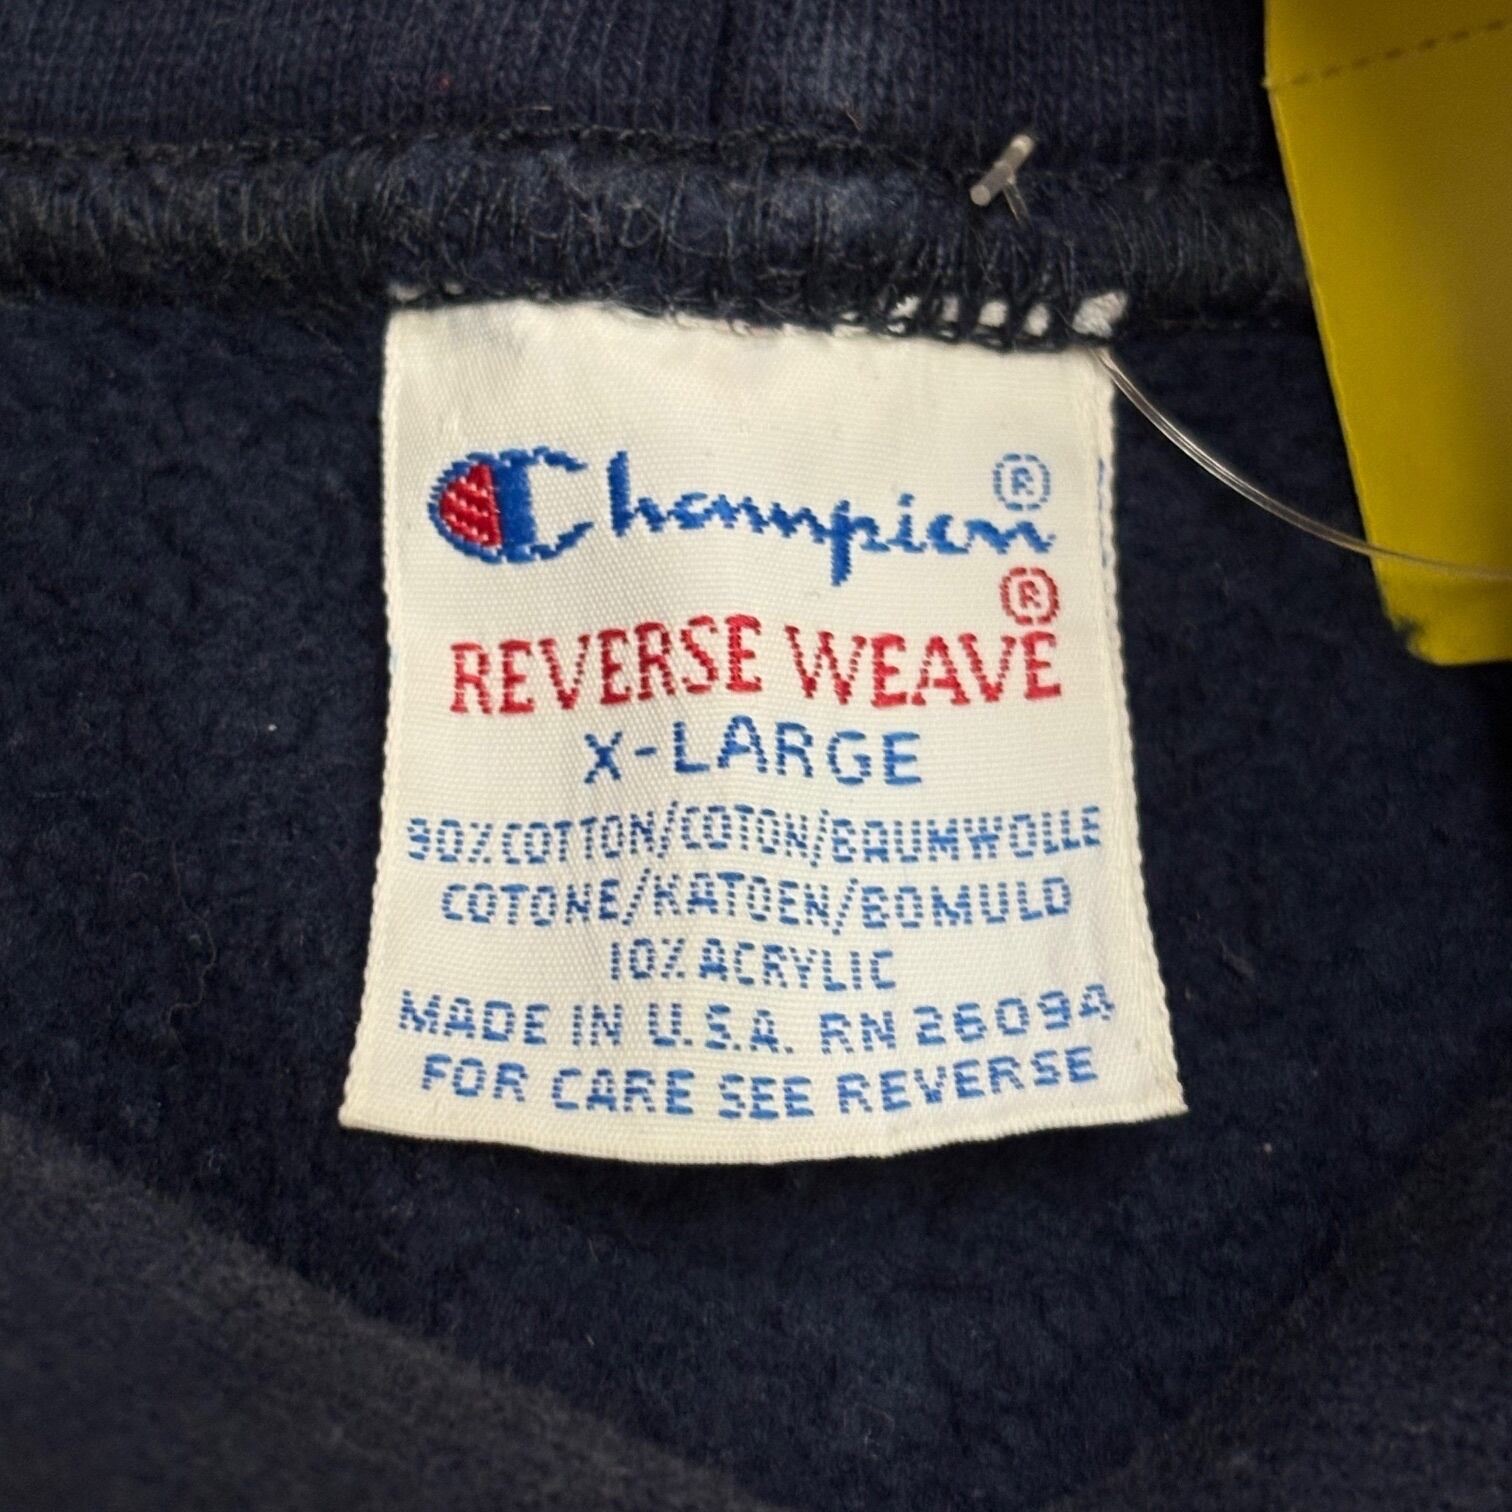 Champion®
REVERSE WEAVE®
X-LARGE
90% COTTON/COTON/BAUMWOLLE
COTONE/KATOEN/BOMULD
10% ACRYLIC
MADE IN U.S.A. RN 26094
FOR CARE SEE REVERSE